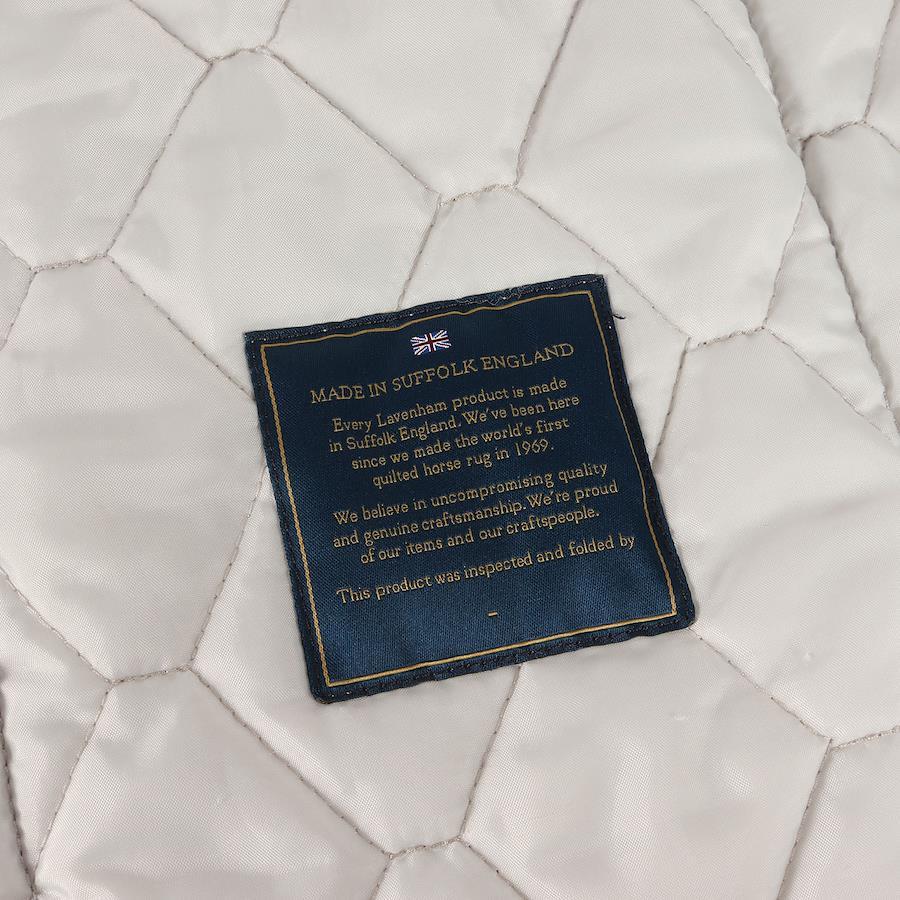 MADE IN SUFFOLK ENGLAND
Every Lavenham product is made
in Suffolk England. We've been here
since we made the world's first
quilted horse rug in 1969.
We believe in uncompromising quality
and genuine craftsmanship. We're proud
of our items and our craftspeople.
This product was inspected and folded by
-